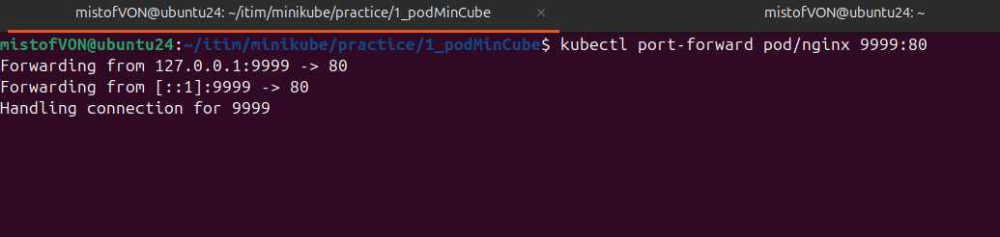 mistofVON@ubuntu24: ~/itim/minikube/practice/1_podMinCube × mistofVON@ubuntu24: ~
mistofVON@ubuntu24:~/itim/minikube/practice/1_podMinCube$ kubectl port-forward pod/nginx 9999:80
Forwarding from 127.0.0.1:9999 -> 80
Forwarding from [::1]:9999 -> 80
Handling connection for 9999